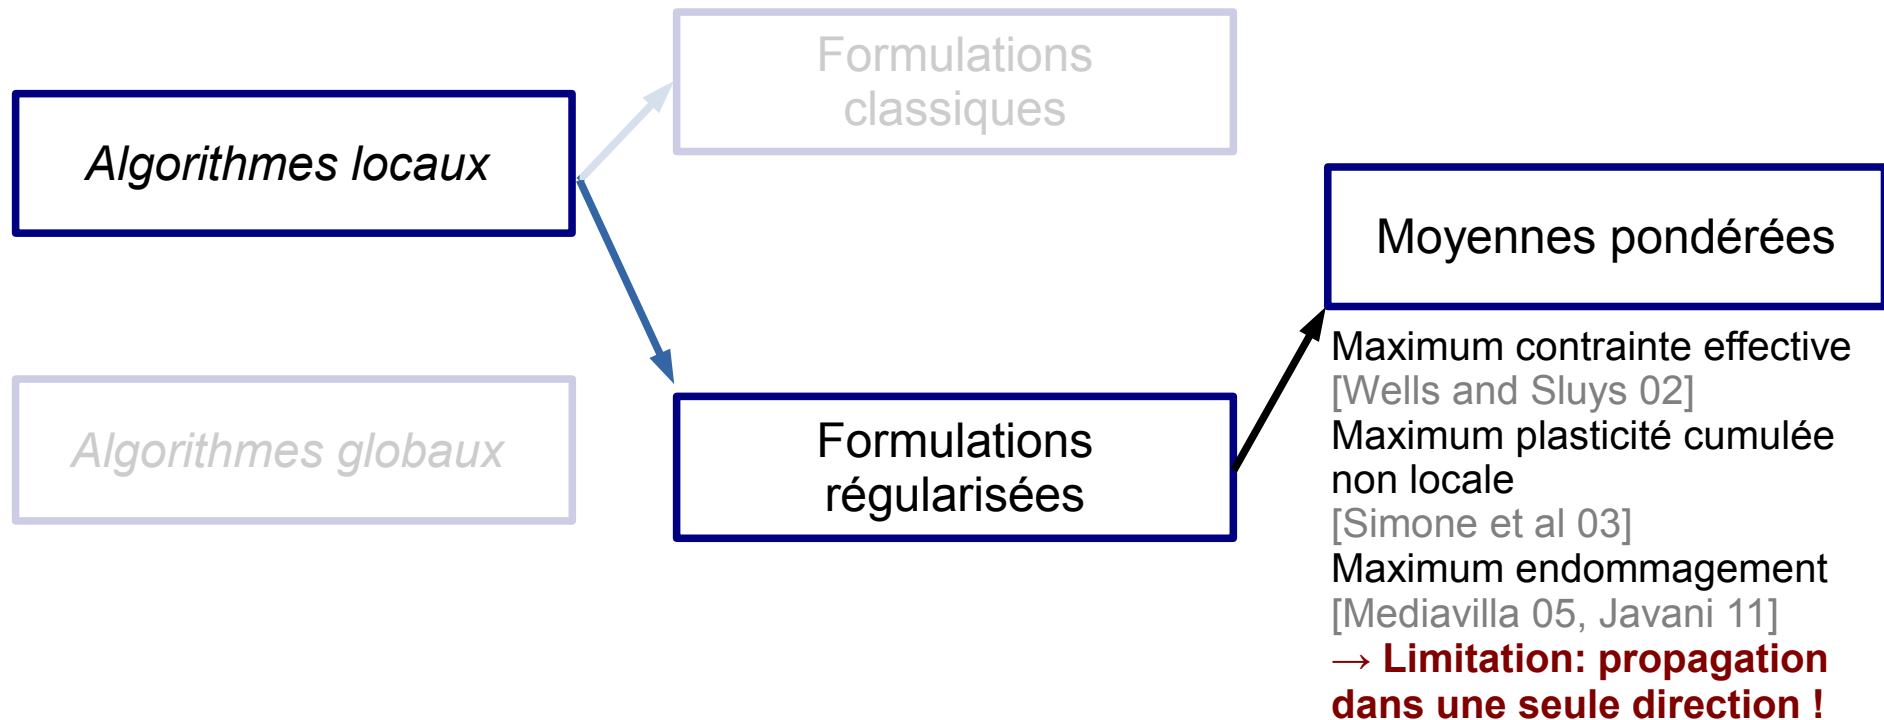 Formulations
classiques
Algorithmes locaux
Moyennes pondérées
Maximum contrainte effective
[Wells and Sluys 02]
Maximum plasticité cumulée
non locale
[Simone et al 03]
Maximum endommagement
[Mediavilla 05, Javani 11]
→ Limitation: propagation
dans une seule direction !
Algorithmes globaux
Formulations
régularisées